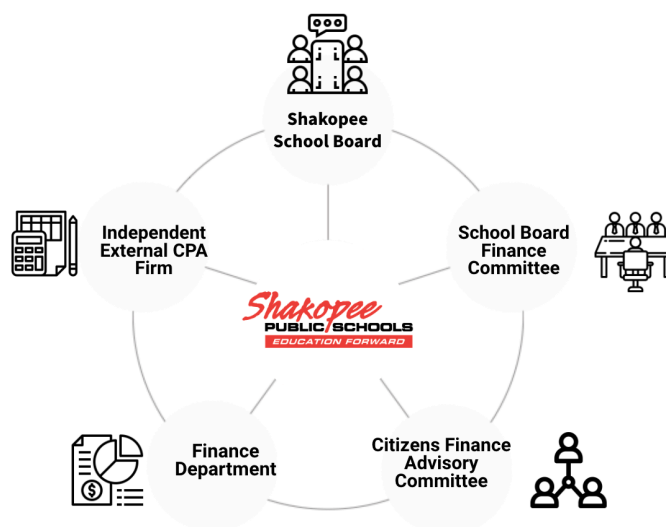 Shakopee
School Board
Independent
External CPA
Firm
School Board
Finance
Committee
Shakopee
PUBLIC SCHOOLS
EDUCATION FORWARD
Finance
Department
Citizens Finance
Advisory
Committee
$